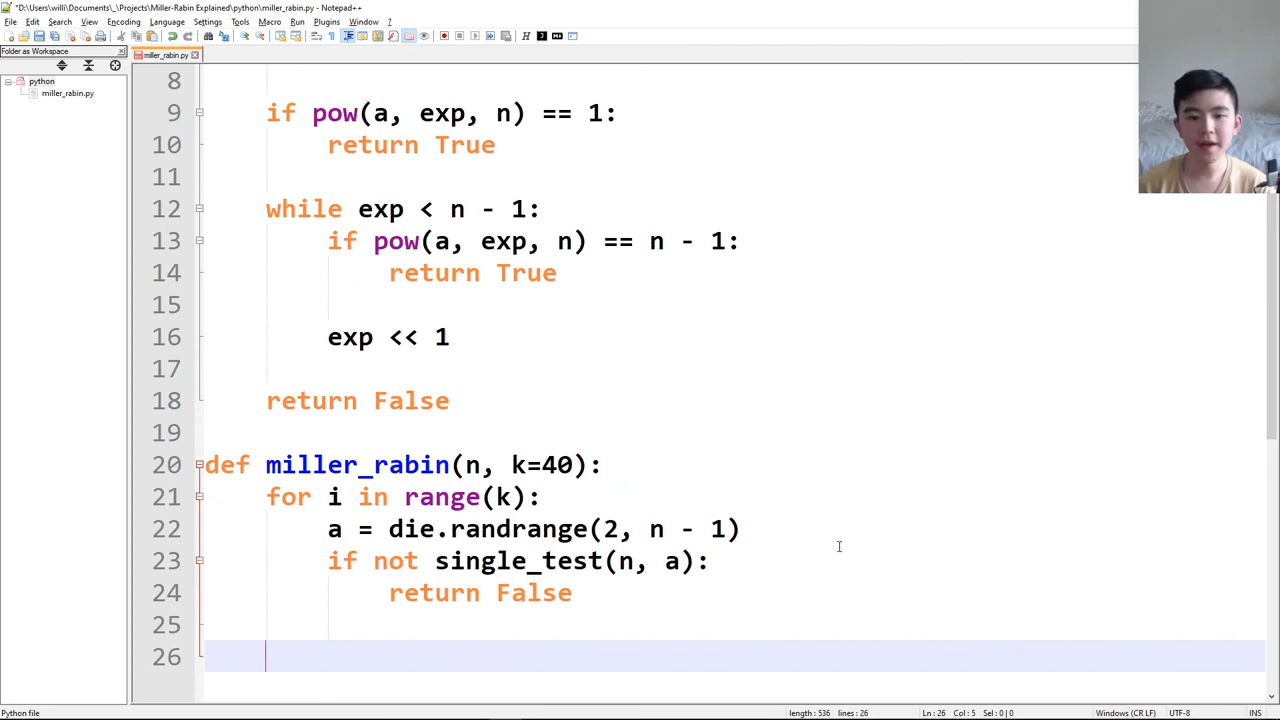 *D:\Users\willi\Documents\_\Projects\Miller-Rabin Explained\python\miller_rabin.py - Notepad++
File Edit Search View Encoding Language Settings Tools Macro Run Plugins Window ?
Folder as Workspace
miller_rabin.py
python
miller_rabin.py
8
9 if pow(a, exp, n) == 1:
10 return True
11
12 while exp < n - 1:
13 if pow(a, exp, n) == n - 1:
14 return True
15
16 exp << 1
17
18 return False
19
20 def miller_rabin(n, k=40):
21 for i in range(k):
22 a = die.randrange(2, n - 1)
23 if not single_test(n, a):
24 return False
25
26
Python file length : 536 lines : 26 Ln : 26 Col : 5 Sel : 0 | 0 Windows (CR LF) UTF-8 INS